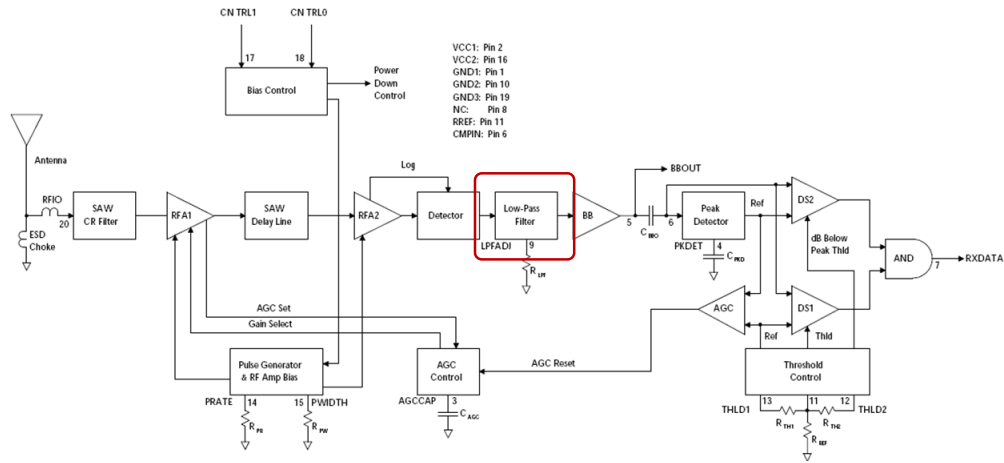 CN TRL1
CN TRL0
17
18
Bias Control
Power
Down
Control
VCC1: Pin 2
VCC2: Pin 16
GND1: Pin 1
GND2: Pin 10
GND3: Pin 19
NC: Pin 8
RREF: Pin 11
CMPIN: Pin 6
Antenna
RFIO
20
ESD
Choke
SAW
CR Filter
RFA1
SAW
Delay Line
RFA2
Log
Detector
LPFADJ
Low-Pass
Filter
9
R LPF
BB
BBOUT
5
C BBO
6
Peak
Detector
PKDET
4
C PKD
Ref
DS2
dB Below
Peak Thld
AND
7
RXDATA
AGC
DS1
Ref
Thld
AGC Set
Gain Select
Pulse Generator
& RF Amp Bias
PRATE
14
15
PWIDTH
R PR
R PW
AGC
Control
AGCCAP
3
C AGC
AGC Reset
Threshold
Control
THLD1
13
11
12
THLD2
R TH1
R TH2
R REF